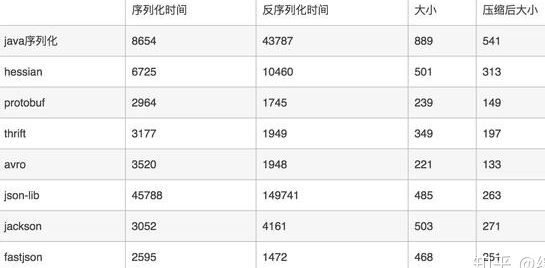 序列化时间 反序列化时间 大小 压缩后大小
java序列化 8654 43787 889 541
hessian 6725 10460 501 313
protobuf 2964 1745 239 149
thrift 3177 1949 349 197
avro 3520 1948 221 133
json-lib 45788 149741 485 263
jackson 3052 4161 503 271
fastjson 2595 1472 468 251
知乎